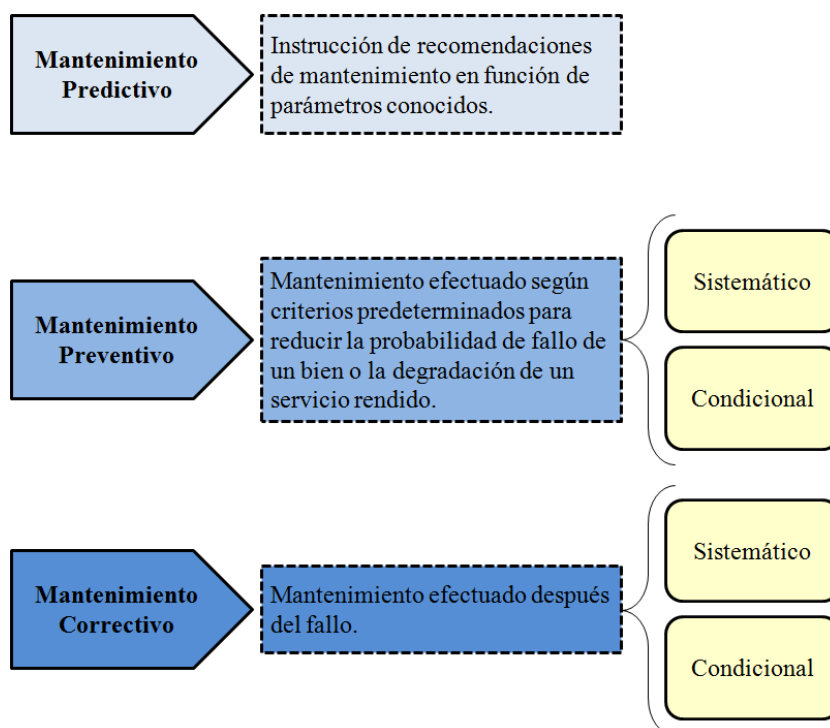 Mantenimiento
Predictivo
Instrucción de recomendaciones
de mantenimiento en función de
parámetros conocidos.
Mantenimiento
Preventivo
Mantenimiento efectuado según
criterios predeterminados para
reducir la probabilidad de fallo de
un bien o la degradación de un
servicio rendido.
Sistemático
Condicional
Mantenimiento
Correctivo
Mantenimiento efectuado después
del fallo.
Sistemático
Condicional